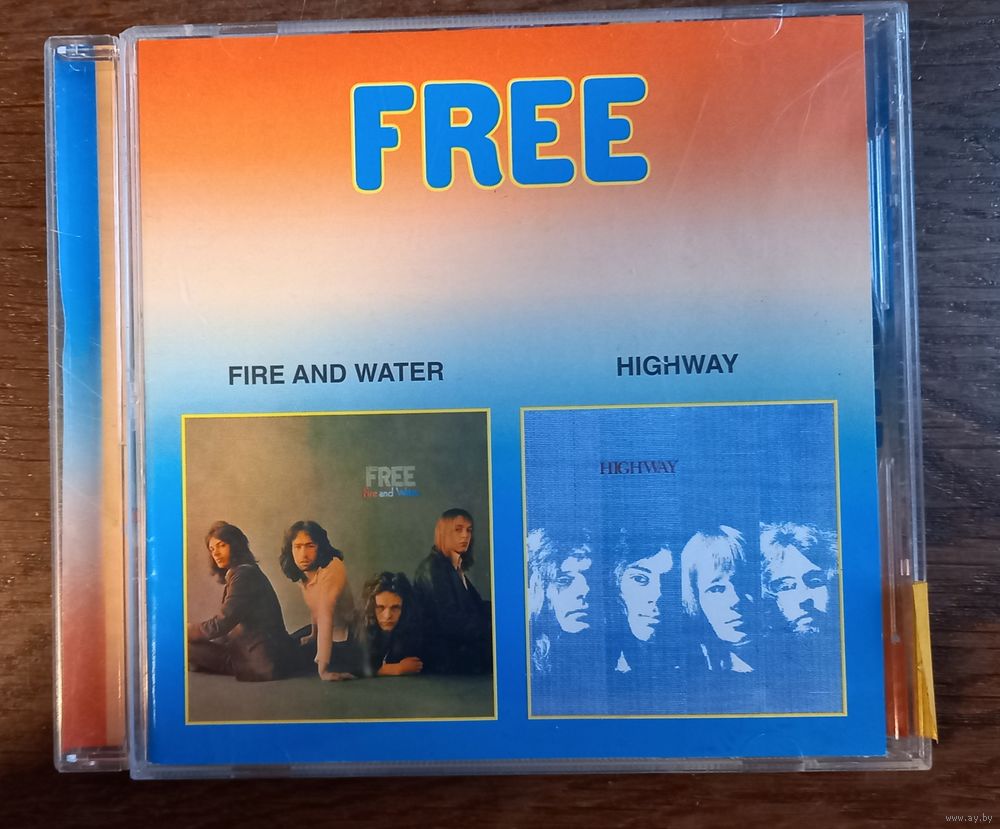 FREE
FIRE AND WATER
HIGHWAY
FREE
Fire and Water
HIGHWAY
www.ay.by